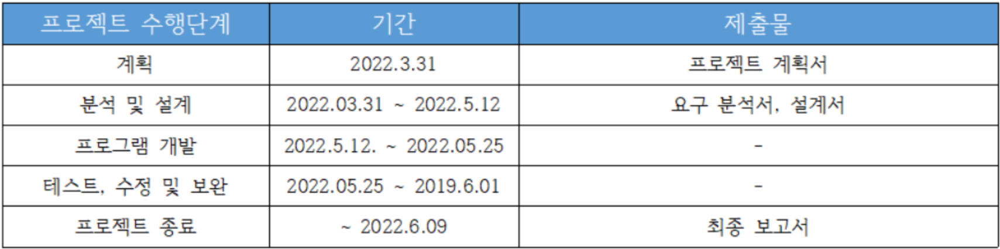 프로젝트 수행단계 기간 제출물
계획 2022.3.31 프로젝트 계획서
분석 및 설계 2022.03.31 ~ 2022.5.12 요구 분석서, 설계서
프로그램 개발 2022.5.12. ~ 2022.05.25 -
테스트, 수정 및 보완 2022.05.25 ~ 2019.6.01 -
프로젝트 종료 ~ 2022.6.09 최종 보고서